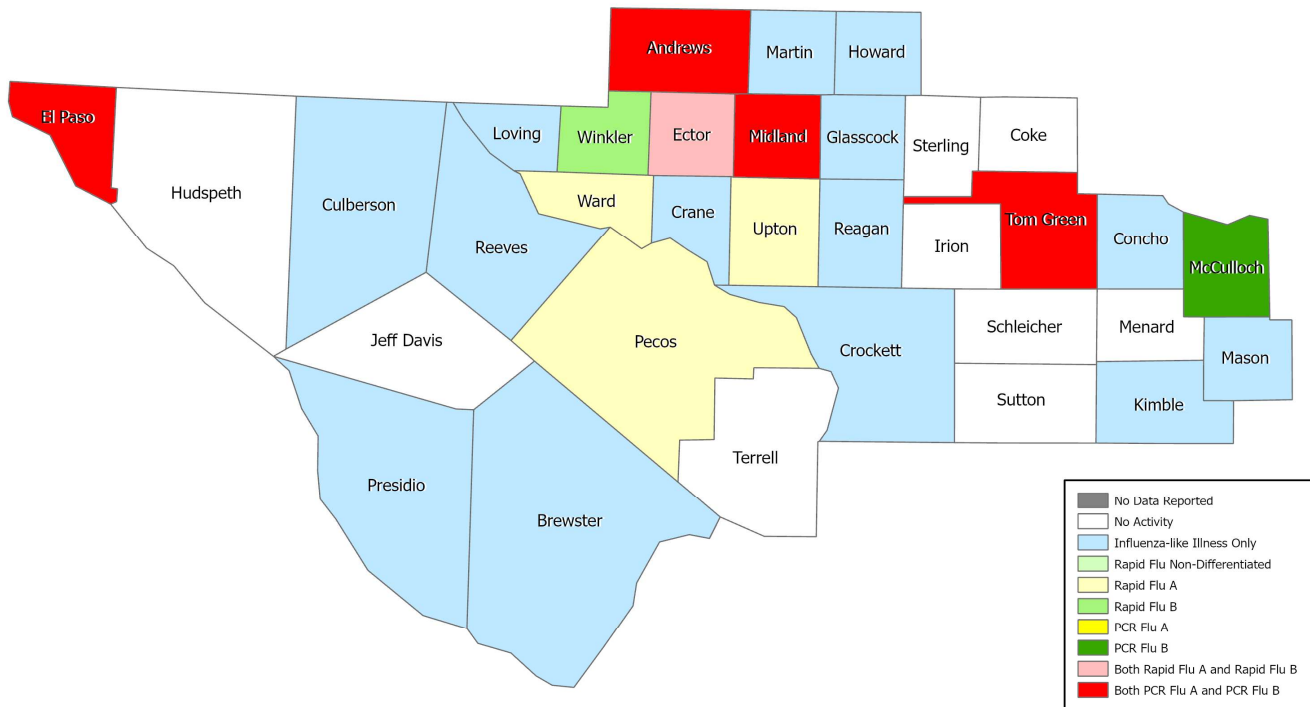 Andrews
Martin
Howard
El Paso
Hudspeth
Culberson
Loving
Winkler
Ector
Midland
Glasscock
Sterling
Coke
Reeves
Ward
Crane
Upton
Reagan
Irion
Tom Green
Concho
McCulloch
Jeff Davis
Pecos
Crockett
Schleicher
Menard
Mason
Sutton
Kimble
Terrell
Presidio
Brewster
No Data Reported
No Activity
Influenza-like Illness Only
Rapid Flu Non-Differentiated
Rapid Flu A
Rapid Flu B
PCR Flu A
PCR Flu B
Both Rapid Flu A and Rapid Flu B
Both PCR Flu A and PCR Flu B